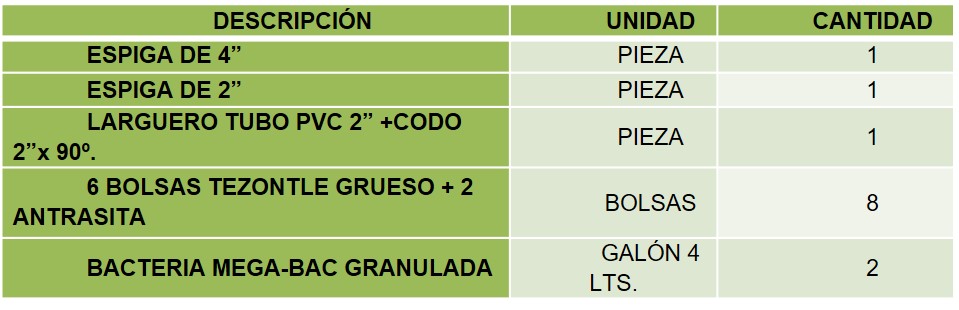 DESCRIPCIÓN UNIDAD CANTIDAD
ESPIGA DE 4” PIEZA 1
ESPIGA DE 2” PIEZA 1
LARGUERO TUBO PVC 2” +CODO
2”x 90º. PIEZA 1
6 BOLSAS TEZONTLE GRUESO + 2
ANTRASITA BOLSAS 8
BACTERIA MEGA-BAC GRANULADA GALÓN 4
LTS. 2